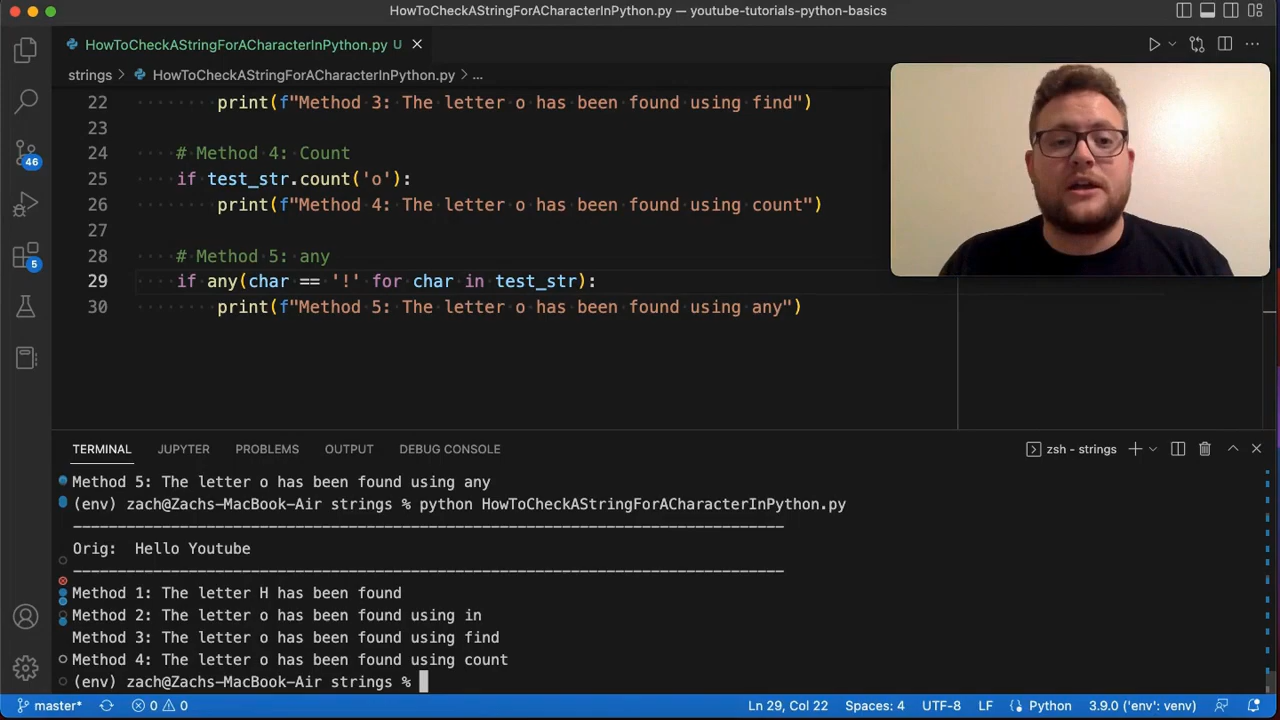 HowToCheckAStringForACharacterInPython.py — youtube-tutorials-python-basics
HowToCheckAStringForACharacterInPython.py U
strings > HowToCheckAStringForACharacterInPython.py > ...
22 print(f"Method 3: The letter o has been found using find")
23
24 # Method 4: Count
25 if test_str.count('o'):
26 print(f"Method 4: The letter o has been found using count")
27
28 # Method 5: any
29 if any(char == '!' for char in test_str):
30 print(f"Method 5: The letter o has been found using any")
46
5
TERMINAL JUPYTER PROBLEMS OUTPUT DEBUG CONSOLE zsh - strings
Method 5: The letter o has been found using any
(env) zach@Zachs-MacBook-Air strings % python HowToCheckAStringForACharacterInPython.py
--------------------------------------------------------------------------------
Orig: Hello Youtube
--------------------------------------------------------------------------------
Method 1: The letter H has been found
Method 2: The letter o has been found using in
Method 3: The letter o has been found using find
Method 4: The letter o has been found using count
(env) zach@Zachs-MacBook-Air strings %
master* 0 0 Ln 29, Col 22 Spaces: 4 UTF-8 LF Python 3.9.0 ('env': venv)